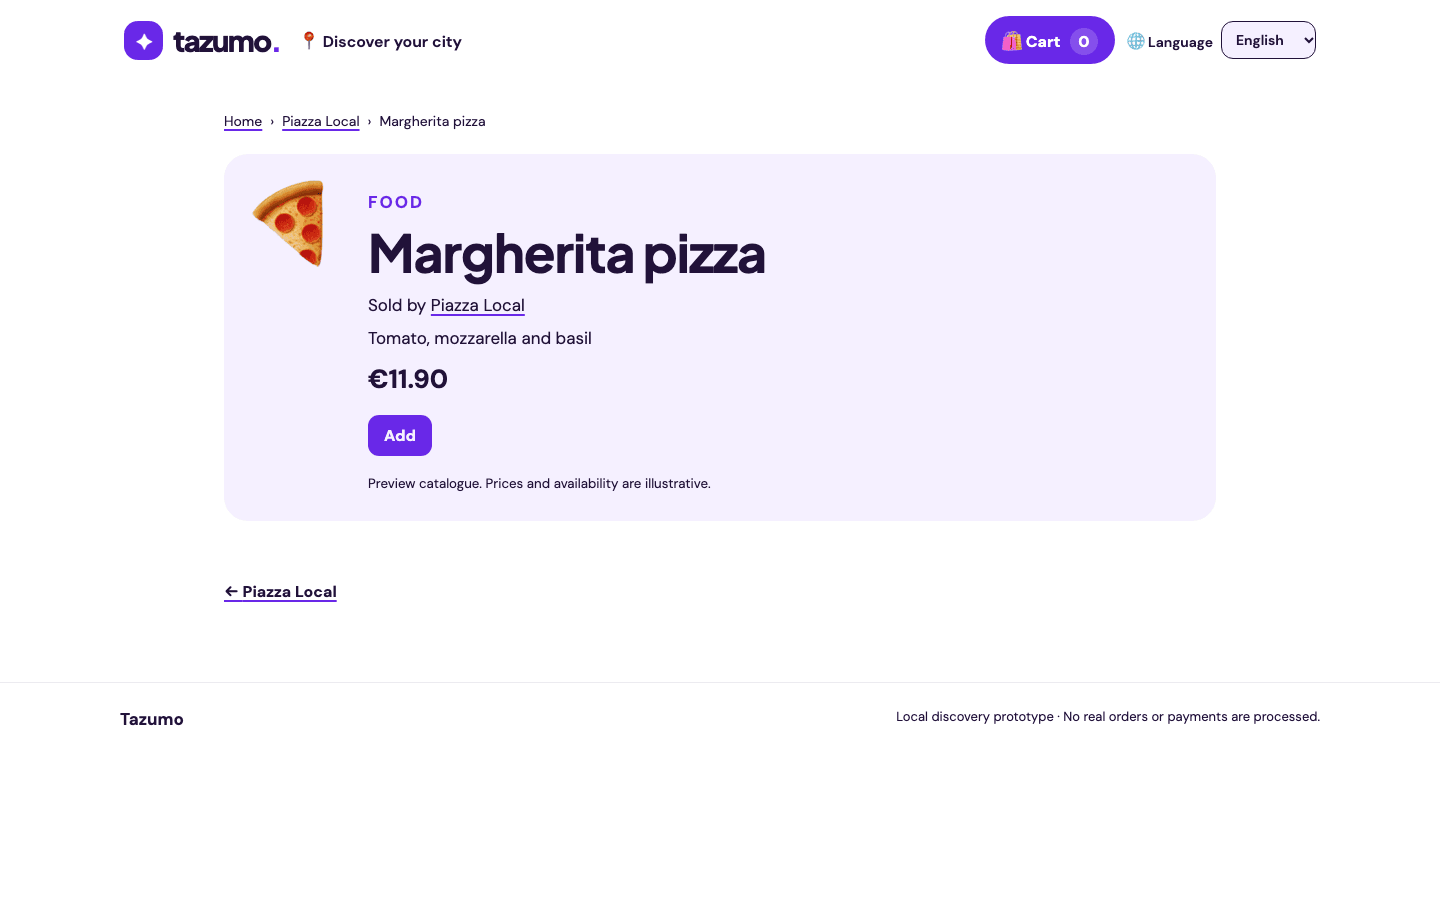 tazumo.
Discover your city
Cart 0
Language
English
Home › Piazza Local › Margherita pizza
FOOD
Margherita pizza
Sold by Piazza Local
Tomato, mozzarella and basil
€11.90
Add
Preview catalogue. Prices and availability are illustrative.
← Piazza Local
Tazumo
Local discovery prototype · No real orders or payments are processed.